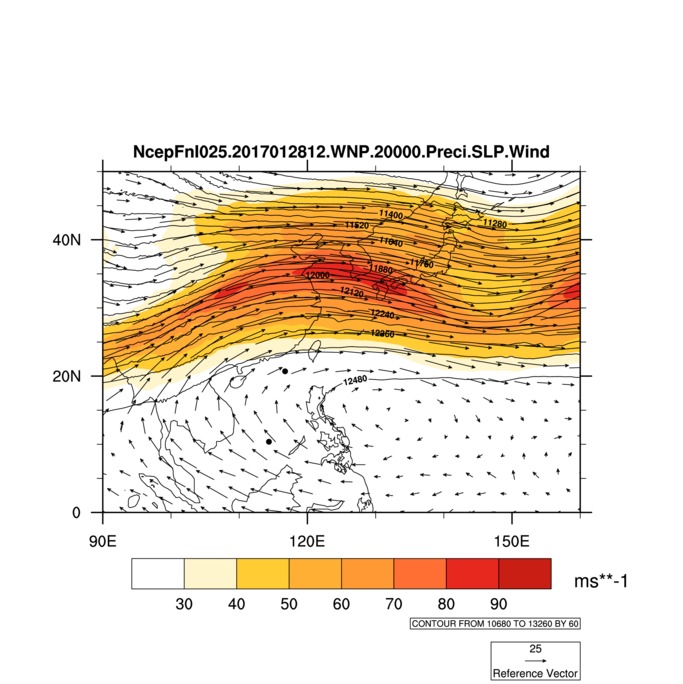 NcepFnl025.2017012812.WNP.20000.Preci.SLP.Wind
11400
11520
11280
40N
11640
11760
11880
12000
12120
12240
12360
20N
12480
0
90E
120E
150E
30 40 50 60 70 80 90
ms**-1
CONTOUR FROM 10680 TO 13260 BY 60
25
Reference Vector